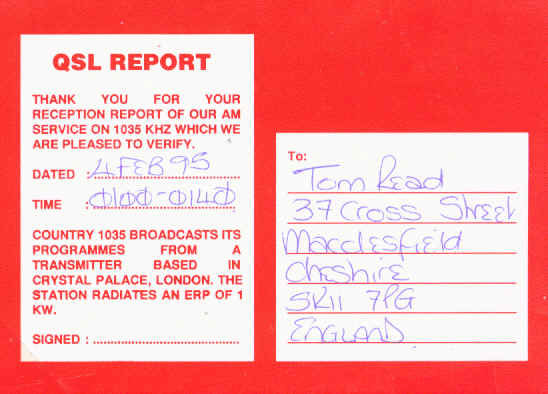 QSL REPORT
THANK YOU FOR YOUR
RECEPTION REPORT OF OUR AM
SERVICE ON 1035 KHZ WHICH WE
ARE PLEASED TO VERIFY.
DATED : 4 FEB 95
TIME : 0100-0140
COUNTRY 1035 BROADCASTS ITS
PROGRAMMES FROM A
TRANSMITTER BASED IN
CRYSTAL PALACE, LONDON. THE
STATION RADIATES AN ERP OF 1
KW.
SIGNED :
To:
Tom Read
37 Cross Street
Macclesfield
Cheshire
SK11 7PG
ENGLAND